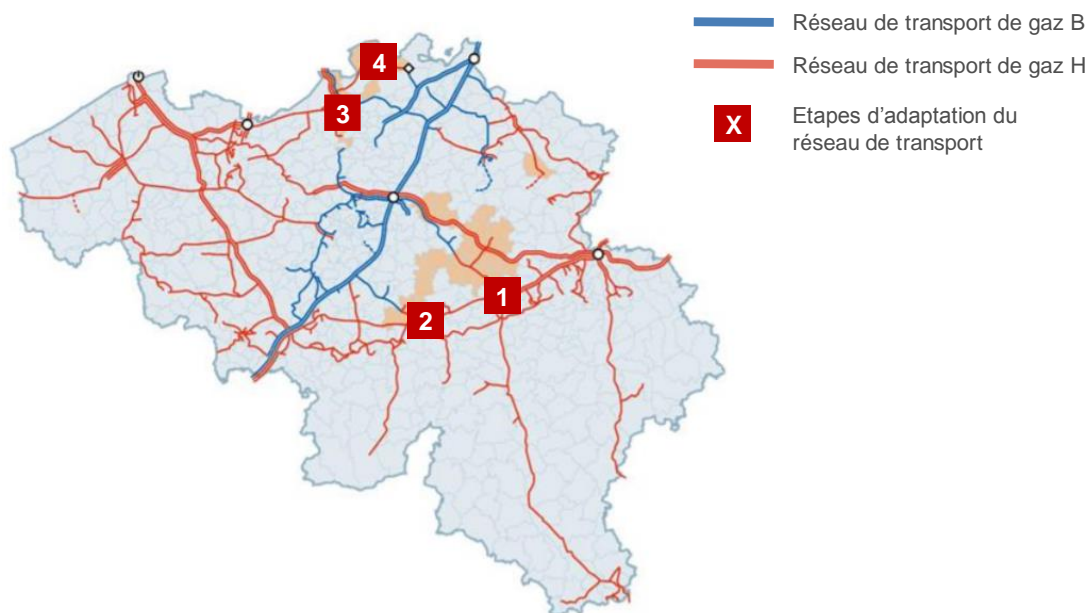 Réseau de transport de gaz B
Réseau de transport de gaz H
X
Etapes d'adaptation du
réseau de transport
4
3
1
2